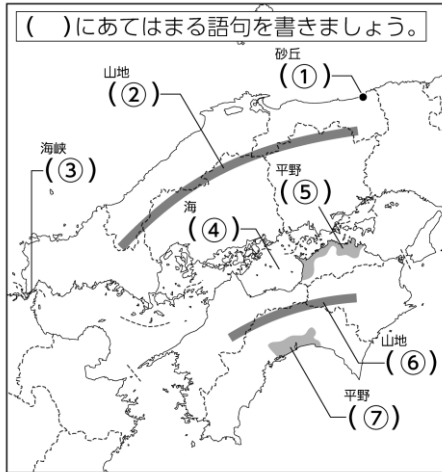 ( )にあてはまる語句を書きましょう。
砂丘
(①)
山地
(②)
海峡
(③)
平野
(⑤)
海
(④)
山地
(⑥)
平野
(⑦)